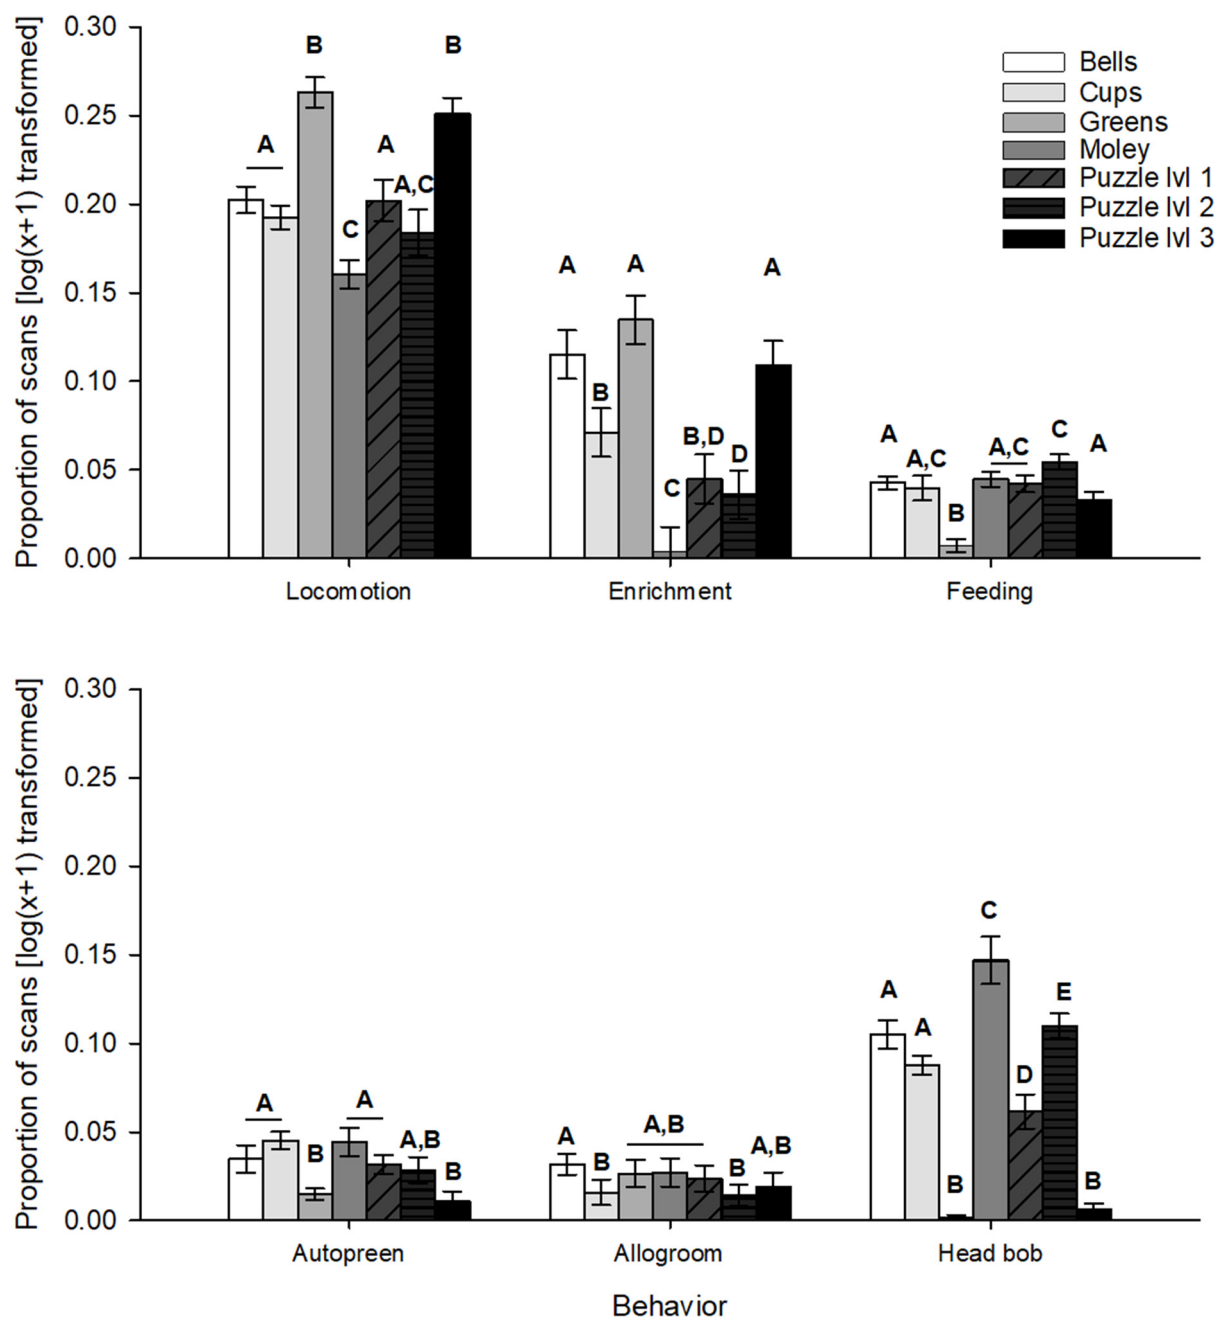 Proportion of scans [log(x+1) transformed]
0.30
0.25
0.20
0.15
0.10
0.05
0.00
B
B
A
A
A,C
C
A
A
A
B
B,D
D
C
A
A,C
B
A,C
C
A
Bells
Cups
Greens
Moley
Puzzle lvl 1
Puzzle lvl 2
Puzzle lvl 3
Locomotion
Enrichment
Feeding
Proportion of scans [log(x+1) transformed]
0.30
0.25
0.20
0.15
0.10
0.05
0.00
A
B
A
A,B
B
A
B
A,B
B
A,B
A
A
B
C
D
E
B
Autopreen
Allogroom
Head bob
Behavior